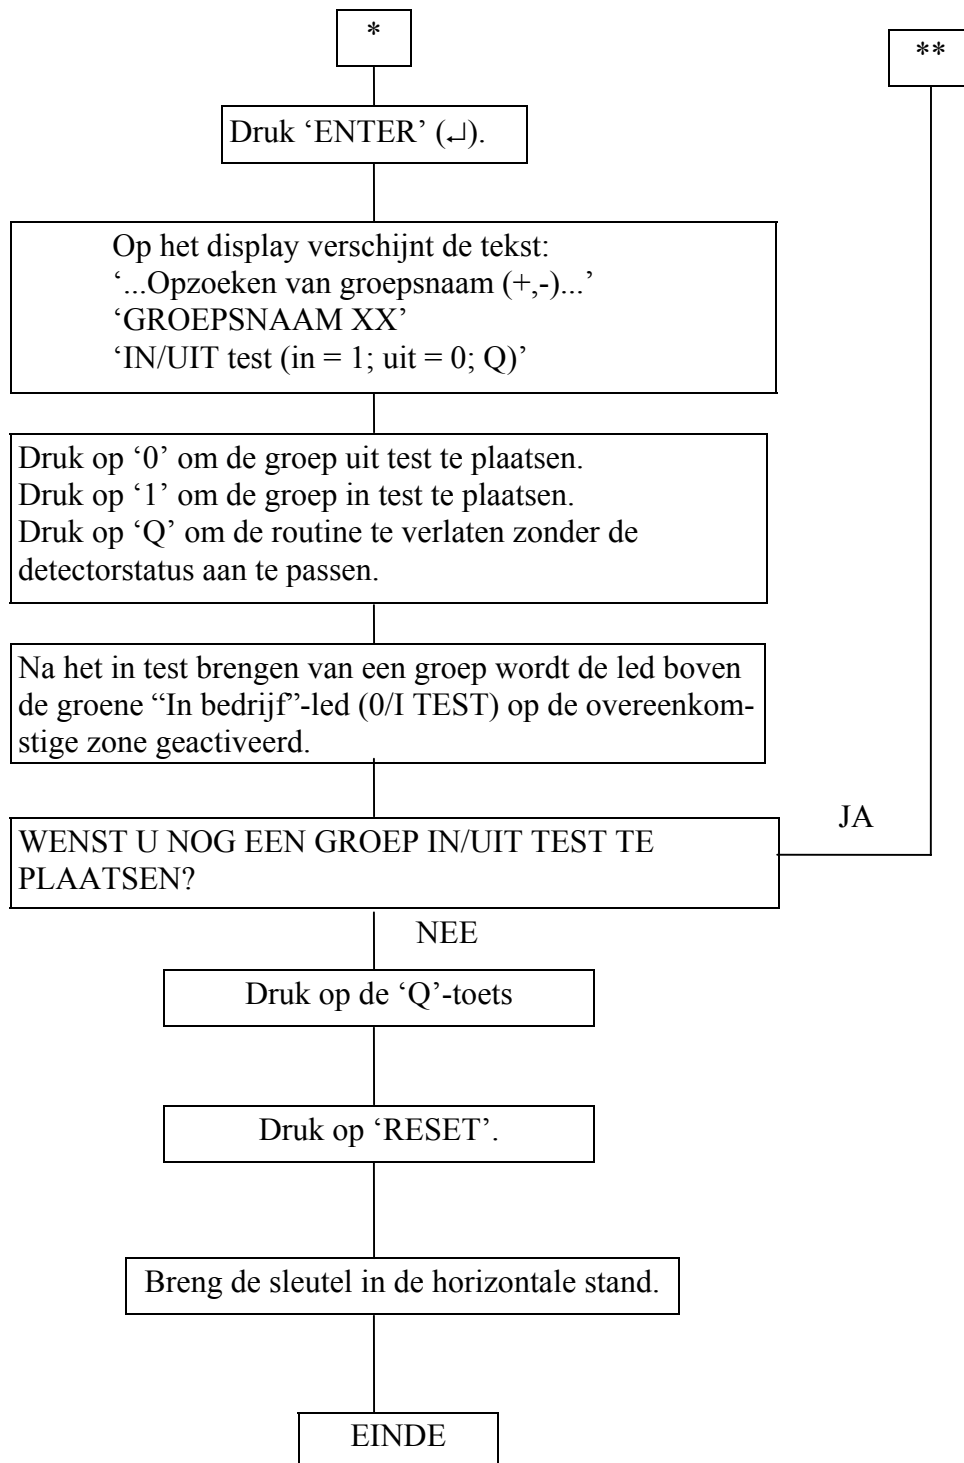 *
**
Druk ‘ENTER’ (↵).
Op het display verschijnt de tekst:
‘...Opzoeken van groepsnaam (+,-)...’
‘GROEPSNAAM XX’
‘IN/UIT test (in = 1; uit = 0; Q)’
Druk op ‘0’ om de groep uit test te plaatsen.
Druk op ‘1’ om de groep in test te plaatsen.
Druk op ‘Q’ om de routine te verlaten zonder de
detectorstatus aan te passen.
Na het in test brengen van een groep wordt de led boven
de groene “In bedrijf”-led (0/I TEST) op de overeenkom-
stige zone geactiveerd.
JA
WENST U NOG EEN GROEP IN/UIT TEST TE
PLAATSEN?
NEE
Druk op de ‘Q’-toets
Druk op ‘RESET’.
Breng de sleutel in de horizontale stand.
EINDE